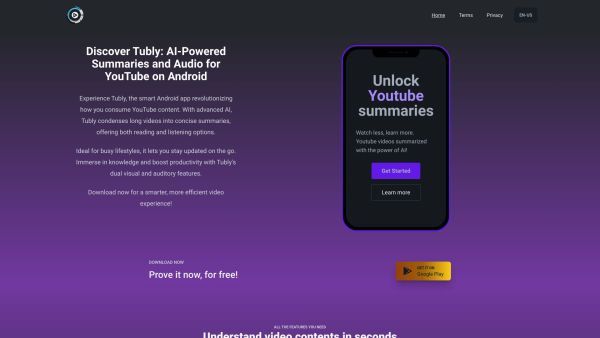 Home
Terms
Privacy
EN-US
Discover Tubly: AI-Powered
Summaries and Audio for
YouTube on Android
Experience Tubly, the smart Android app revolutionizing
how you consume YouTube content. With advanced AI,
Tubly condenses long videos into concise summaries,
offering both reading and listening options.
Ideal for busy lifestyles, it lets you stay updated on the go.
Immerse in knowledge and boost productivity with Tubly's
dual visual and auditory features.
Download now for a smarter, more efficient video
experience!
Unlock
Youtube
summaries
Watch less, learn more.
Youtube videos summarized
with the power of AI!
Get Started
Learn more
DOWNLOAD NOW
Prove it now, for free!
GET IT ON
Google Play
ALL THE FEATURES YOU NEED
Understand video contents in seconds